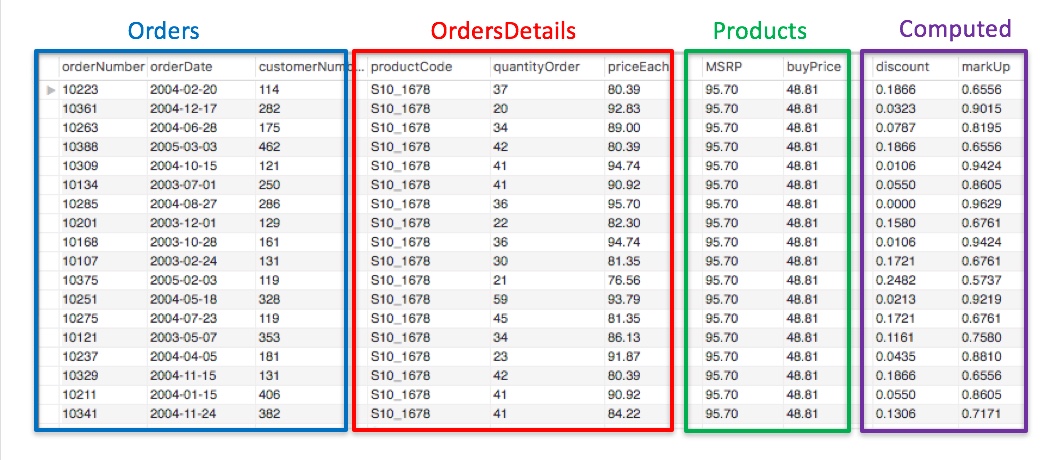 Orders OrdersDetails Products Computed
orderNumber orderDate customerNumb... productCode quantityOrder priceEach MSRP buyPrice discount markUp
10223 2004-02-20 114 S10_1678 37 80.39 95.70 48.81 0.1866 0.6556
10361 2004-12-17 282 S10_1678 20 92.83 95.70 48.81 0.0323 0.9015
10263 2004-06-28 175 S10_1678 34 89.00 95.70 48.81 0.0787 0.8195
10388 2005-03-03 462 S10_1678 42 80.39 95.70 48.81 0.1866 0.6556
10309 2004-10-15 121 S10_1678 41 94.74 95.70 48.81 0.0106 0.9424
10134 2003-07-01 250 S10_1678 41 90.92 95.70 48.81 0.0550 0.8605
10285 2004-08-27 286 S10_1678 36 95.70 95.70 48.81 0.0000 0.9629
10201 2003-12-01 129 S10_1678 22 82.30 95.70 48.81 0.1580 0.6761
10168 2003-10-28 161 S10_1678 36 94.74 95.70 48.81 0.0106 0.9424
10107 2003-02-24 131 S10_1678 30 81.35 95.70 48.81 0.1721 0.6761
10375 2005-02-03 119 S10_1678 21 76.56 95.70 48.81 0.2482 0.5737
10251 2004-05-18 328 S10_1678 59 93.79 95.70 48.81 0.0213 0.9219
10275 2004-07-23 119 S10_1678 45 81.35 95.70 48.81 0.1721 0.6761
10121 2003-05-07 353 S10_1678 34 86.13 95.70 48.81 0.1161 0.7580
10237 2004-04-05 181 S10_1678 23 91.87 95.70 48.81 0.0435 0.8810
10329 2004-11-15 131 S10_1678 42 80.39 95.70 48.81 0.1866 0.6556
10211 2004-01-15 406 S10_1678 41 90.92 95.70 48.81 0.0550 0.8605
10341 2004-11-24 382 S10_1678 41 84.22 95.70 48.81 0.1306 0.7171